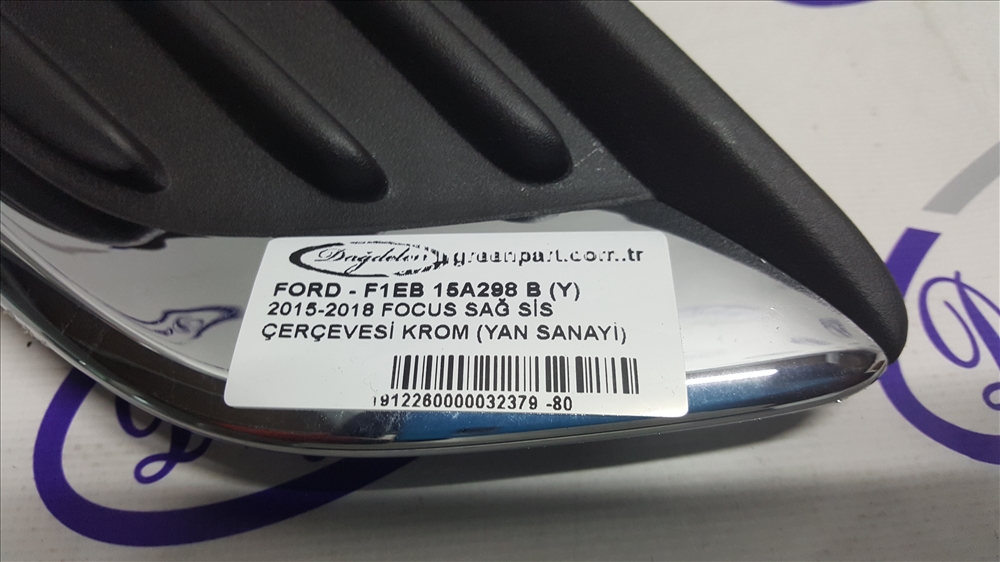 Dağdelen greenpart.com.tr
FORD - F1EB 15A298 B (Y)
2015-2018 FOCUS SAĞ SİS
ÇERÇEVESİ KROM (YAN SANAYİ)
1912260000032379 -80